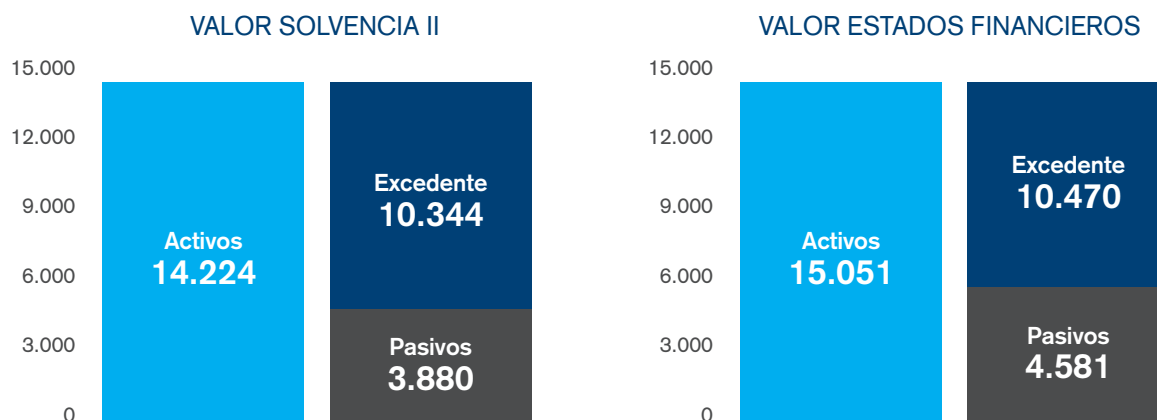 VALOR SOLVENCIA II
15.000
12.000
9.000
6.000
3.000
0
Activos
14.224
Excedente
10.344
Pasivos
3.880
VALOR ESTADOS FINANCIEROS
15.000
12.000
9.000
6.000
3.000
0
Activos
15.051
Excedente
10.470
Pasivos
4.581